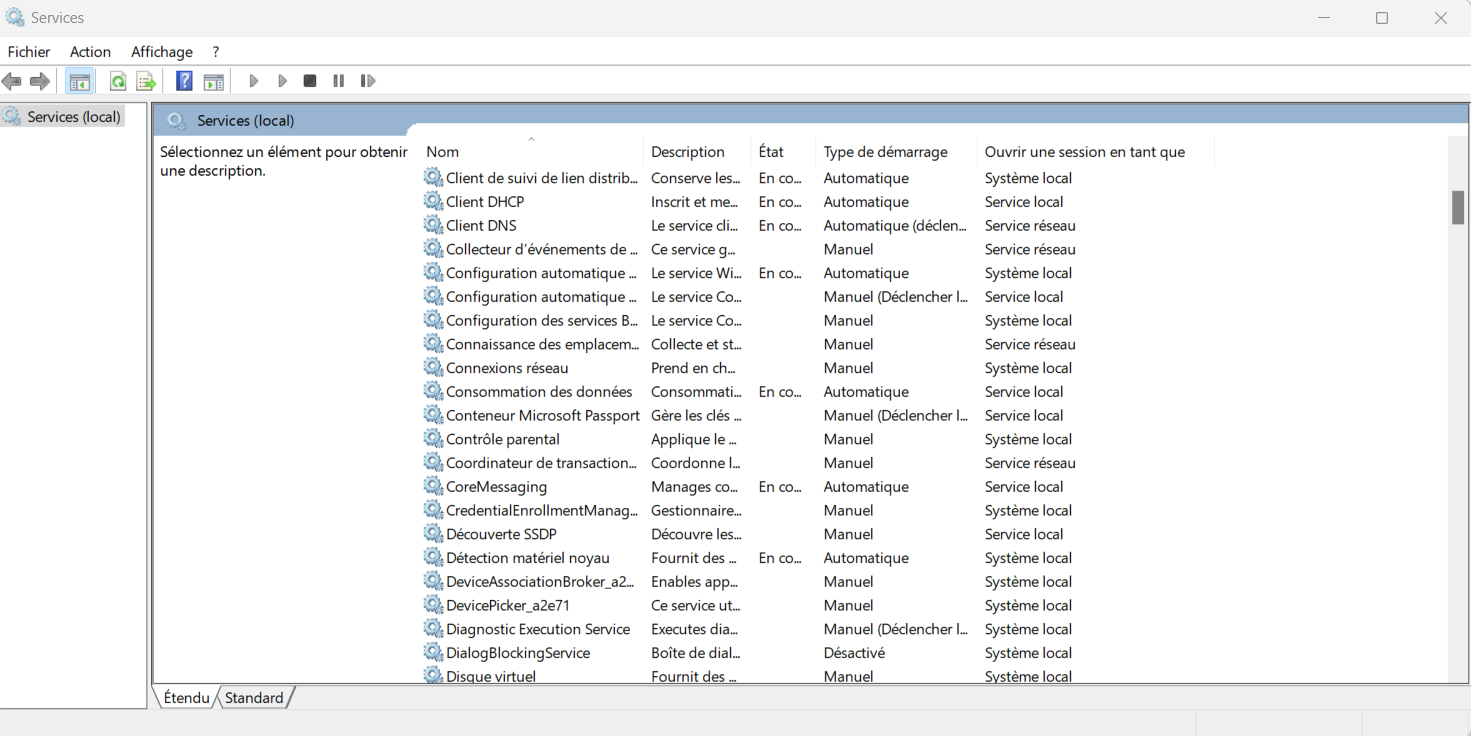 Services
Fichier Action Affichage ?
Services (local)
Services (local)
Sélectionnez un élément pour obtenir
une description.
Nom Description État Type de démarrage Ouvrir une session en tant que
Client de suivi de lien distrib... Conserve les... En co... Automatique Système local
Client DHCP Inscrit et me... En co... Automatique Service local
Client DNS Le service cli... En co... Automatique (déclen... Service réseau
Collecteur d’événements de ... Ce service g... Manuel Service réseau
Configuration automatique ... Le service Wi... En co... Automatique Système local
Configuration automatique ... Le service Co... Manuel (Déclencher l... Service local
Configuration des services B... Le service Co... Manuel Système local
Connaissance des emplacem... Collecte et st... Manuel Service réseau
Connexions réseau Prend en ch... Manuel Système local
Consommation des données Consommati... En co... Automatique Service local
Conteneur Microsoft Passport Gère les clés ... Manuel (Déclencher l... Service local
Contrôle parental Applique le ... Manuel Système local
Coordinateur de transaction... Coordonne l... Manuel Service réseau
CoreMessaging Manages co... En co... Automatique Service local
CredentialEnrollmentManag... Gestionnaire... Manuel Système local
Découverte SSDP Découvre les... Manuel Service local
Détection matériel noyau Fournit des ... En co... Automatique Système local
DeviceAssociationBroker_a2... Enables app... Manuel Système local
DevicePicker_a2e71 Ce service ut... Manuel Système local
Diagnostic Execution Service Executes dia... Manuel (Déclencher l... Système local
DialogBlockingService Boîte de dial... Désactivé Système local
Disque virtuel Fournit des ... Manuel Système local
Étendu Standard